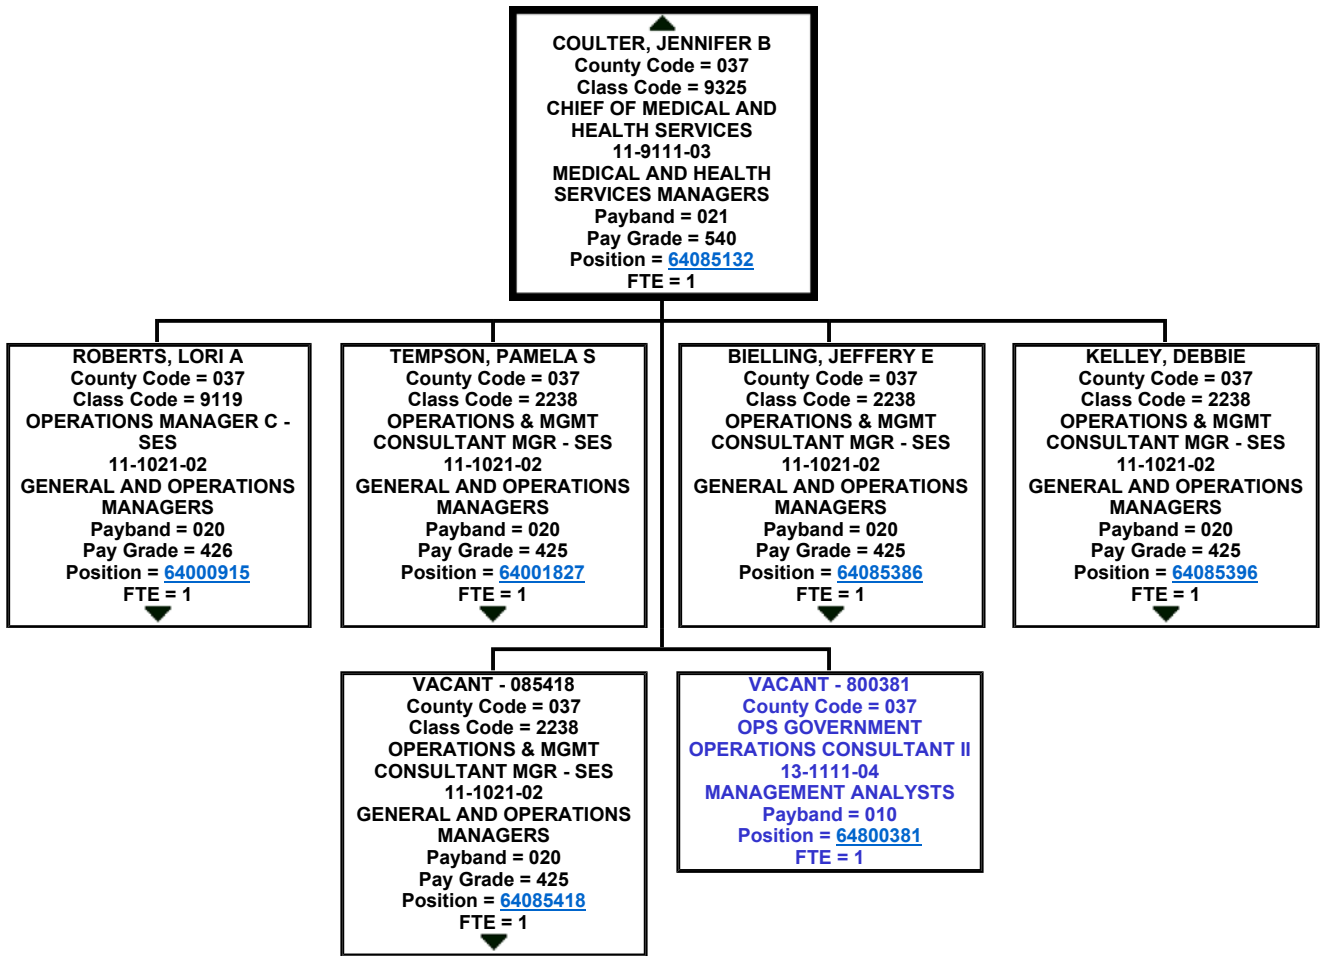 COULTER, JENNIFER B
County Code = 037
Class Code = 9325
CHIEF OF MEDICAL AND
HEALTH SERVICES
11-9111-03
MEDICAL AND HEALTH
SERVICES MANAGERS
Payband = 021
Pay Grade = 540
Position = 64085132
FTE = 1
ROBERTS, LORI A
County Code = 037
Class Code = 9119
OPERATIONS MANAGER C -
SES
11-1021-02
GENERAL AND OPERATIONS
MANAGERS
Payband = 020
Pay Grade = 426
Position = 64000915
FTE = 1
TEMPSON, PAMELA S
County Code = 037
Class Code = 2238
OPERATIONS & MGMT
CONSULTANT MGR - SES
11-1021-02
GENERAL AND OPERATIONS
MANAGERS
Payband = 020
Pay Grade = 425
Position = 64001827
FTE = 1
BIELLING, JEFFERY E
County Code = 037
Class Code = 2238
OPERATIONS & MGMT
CONSULTANT MGR - SES
11-1021-02
GENERAL AND OPERATIONS
MANAGERS
Payband = 020
Pay Grade = 425
Position = 64085386
FTE = 1
KELLEY, DEBBIE
County Code = 037
Class Code = 2238
OPERATIONS & MGMT
CONSULTANT MGR - SES
11-1021-02
GENERAL AND OPERATIONS
MANAGERS
Payband = 020
Pay Grade = 425
Position = 64085396
FTE = 1
VACANT - 085418
County Code = 037
Class Code = 2238
OPERATIONS & MGMT
CONSULTANT MGR - SES
11-1021-02
GENERAL AND OPERATIONS
MANAGERS
Payband = 020
Pay Grade = 425
Position = 64085418
FTE = 1
VACANT - 800381
County Code = 037
OPS GOVERNMENT
OPERATIONS CONSULTANT II
13-1111-04
MANAGEMENT ANALYSTS
Payband = 010
Position = 64800381
FTE = 1